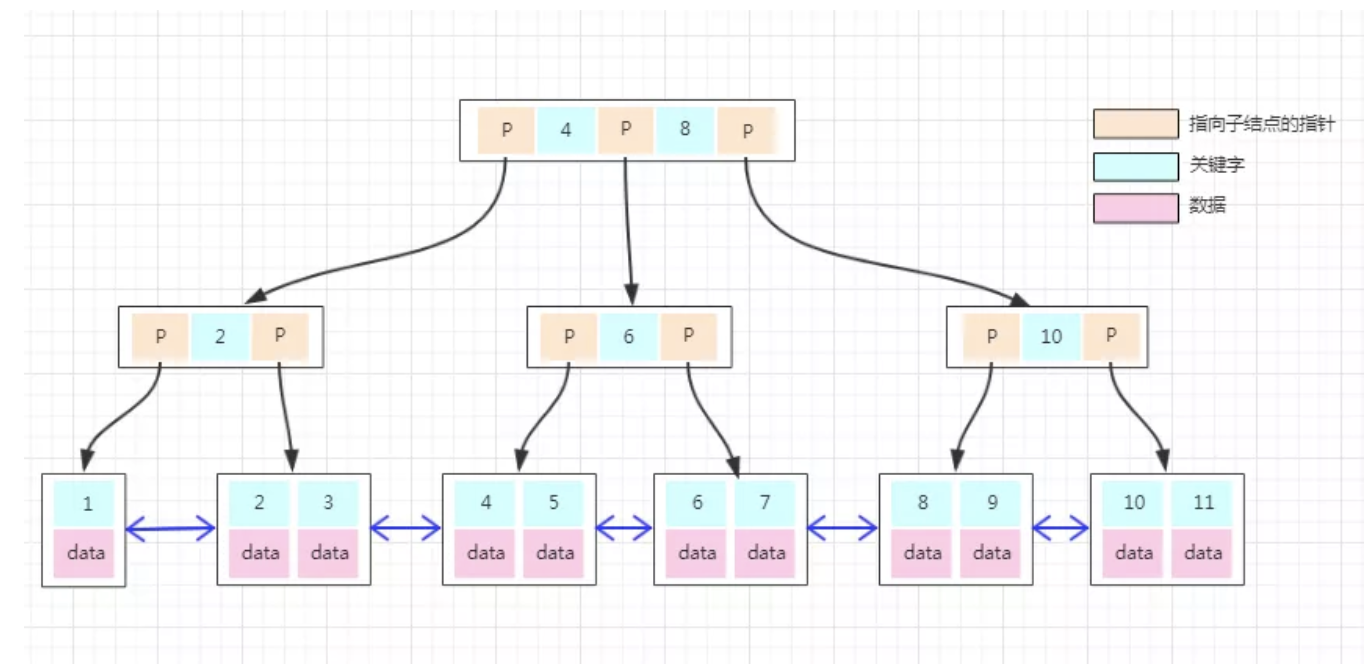 P 4 P 8 P
指向子结点的指针
关键字
数据
P 2 P
P 6 P
P 10 P
1
data
2 3
data data
4 5
data data
6 7
data data
8 9
data data
10 11
data data